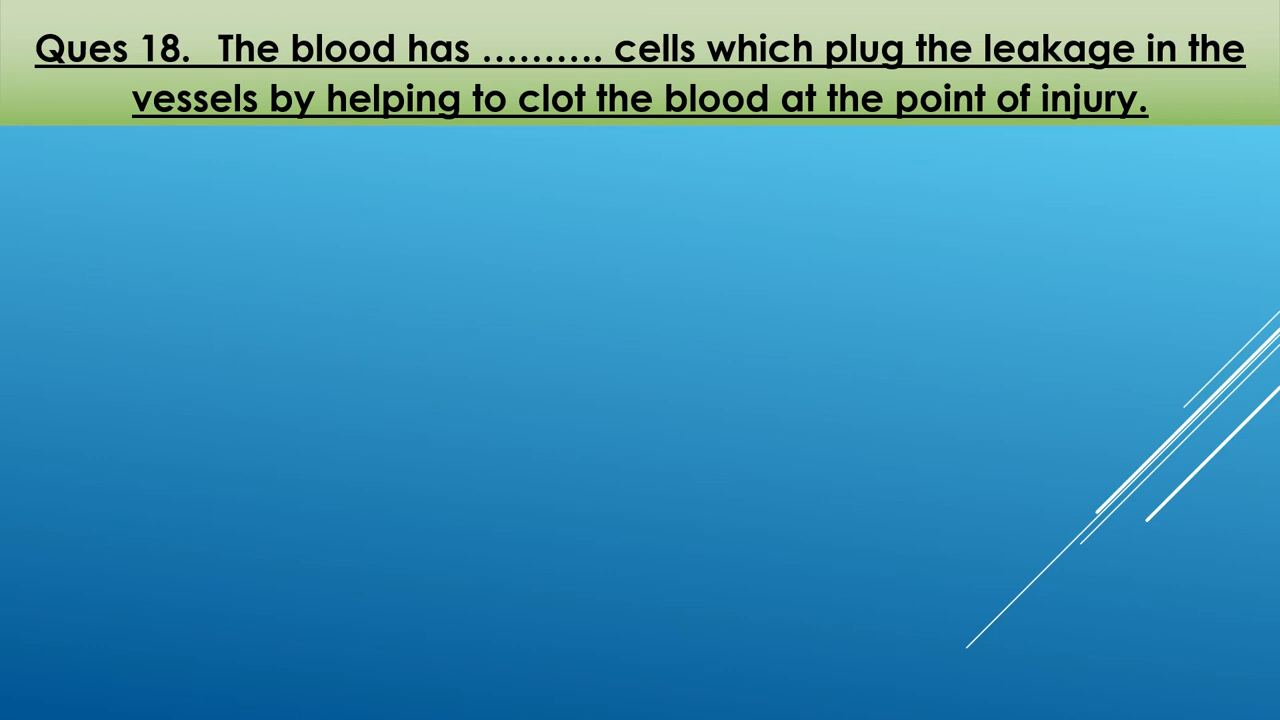 Ques 18.  The blood has .......... cells which plug the leakage in the
vessels by helping to clot the blood at the point of injury.